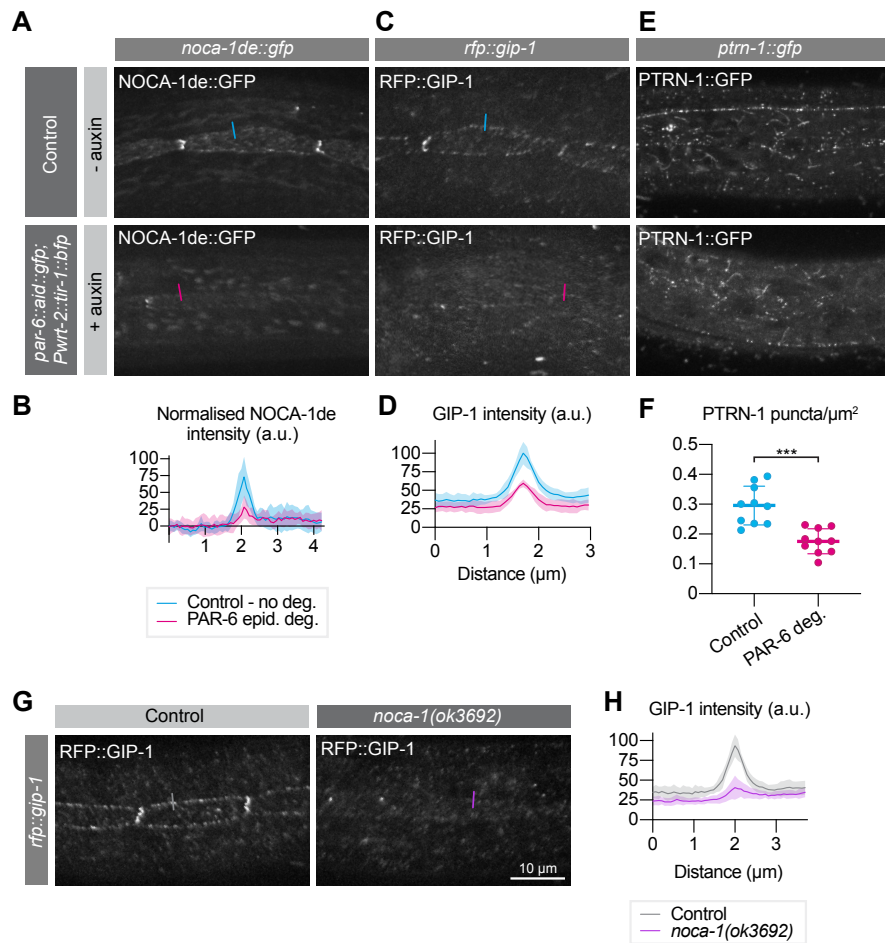 A
C
E
noca-1de::gfp
rfp::gip-1
ptrn-1::gfp
Control
- auxin
NOCA-1de::GFP
RFP::GIP-1
PTRN-1::GFP
par-6::aid::gfp;
Pwrt-2::tir-1::bfp
+ auxin
NOCA-1de::GFP
RFP::GIP-1
PTRN-1::GFP
B
Normalised NOCA-1de
intensity (a.u.)
100
75
50
25
0
1
2
3
4
Control - no deg.
PAR-6 epid. deg.
D
GIP-1 intensity (a.u.)
100
75
50
25
0
0
1
2
3
Distance (µm)
F
PTRN-1 puncta/µm²
0.5
0.4
0.3
0.2
0.1
0
***
Control
PAR-6 deg.
G
Control
noca-1(ok3692)
rfp::gip-1
RFP::GIP-1
RFP::GIP-1
10 µm
H
GIP-1 intensity (a.u.)
100
75
50
25
0
0
1
2
3
Distance (µm)
Control
noca-1(ok3692)